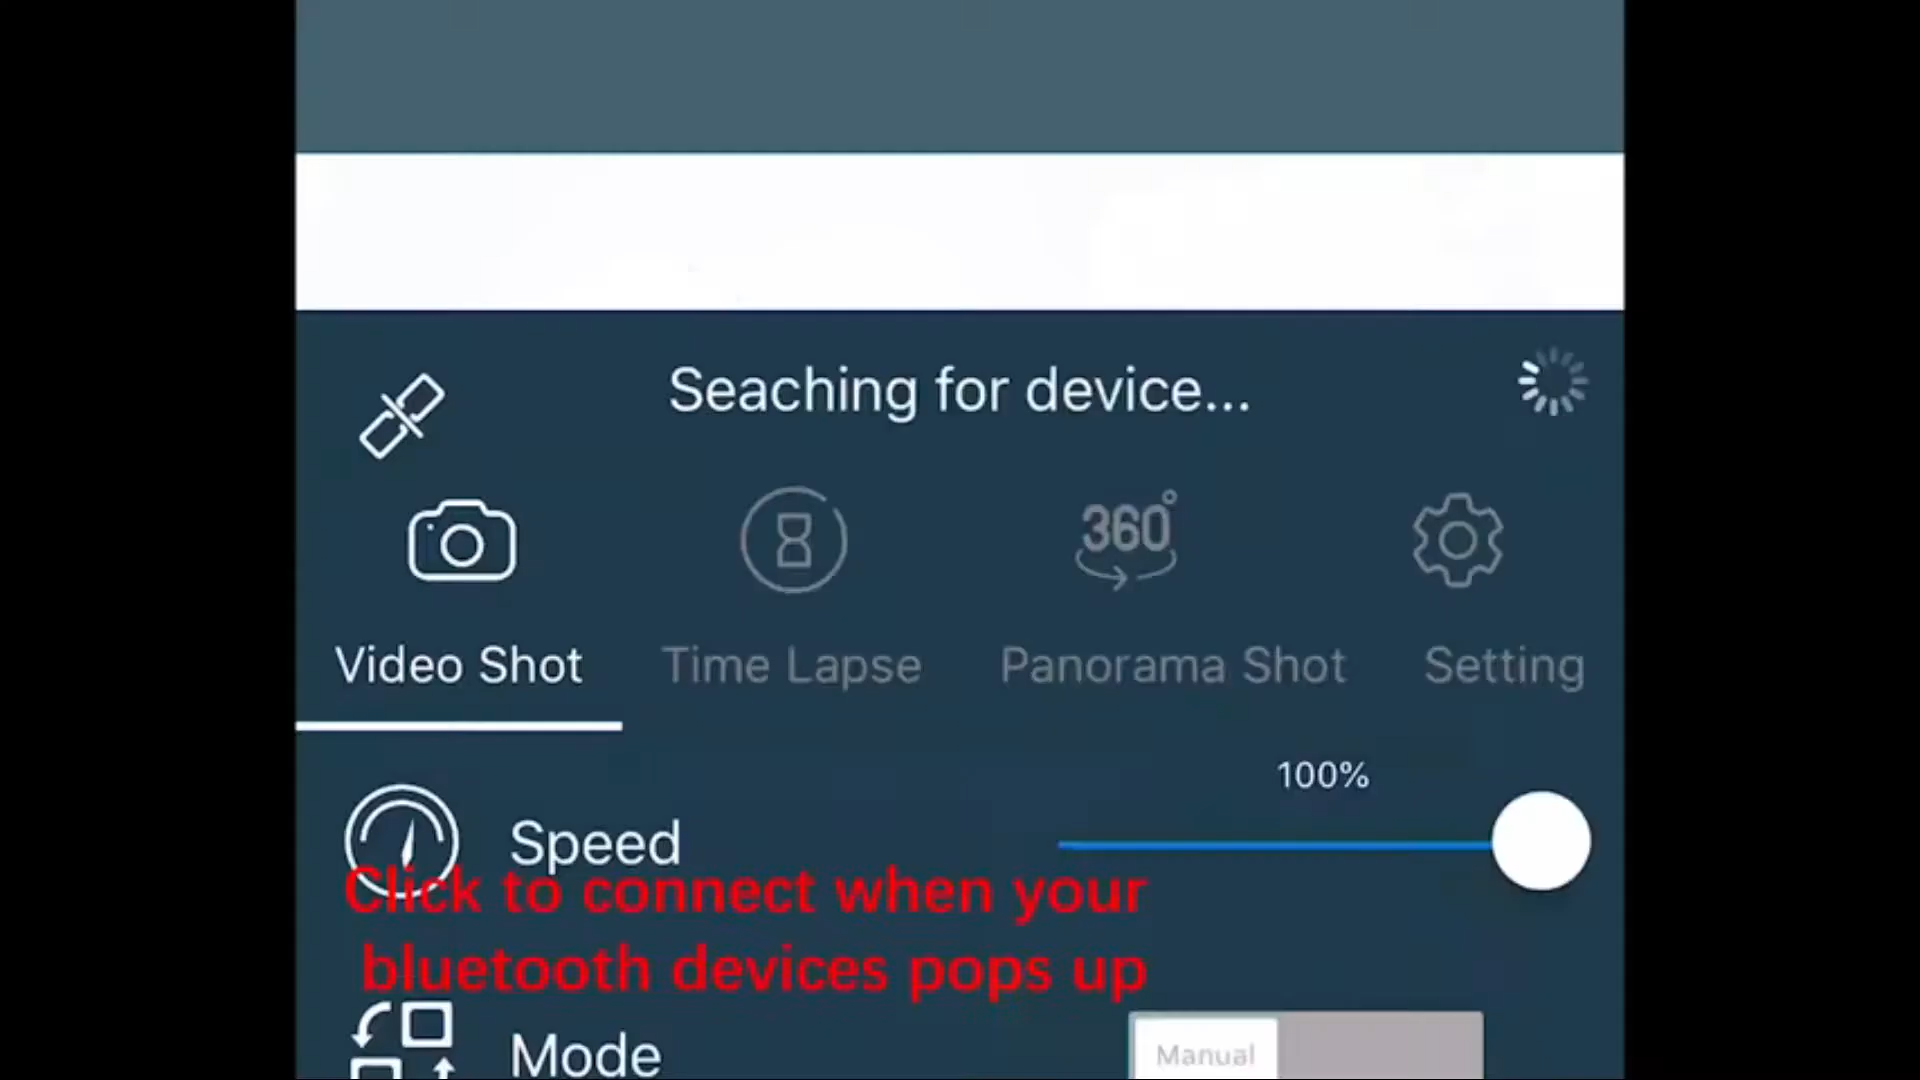 Seaching for device...
360°
Video Shot
Time Lapse
Panorama Shot
Setting
100%
Speed
Click to connect when your
bluetooth devices pops up
Mode
Manual